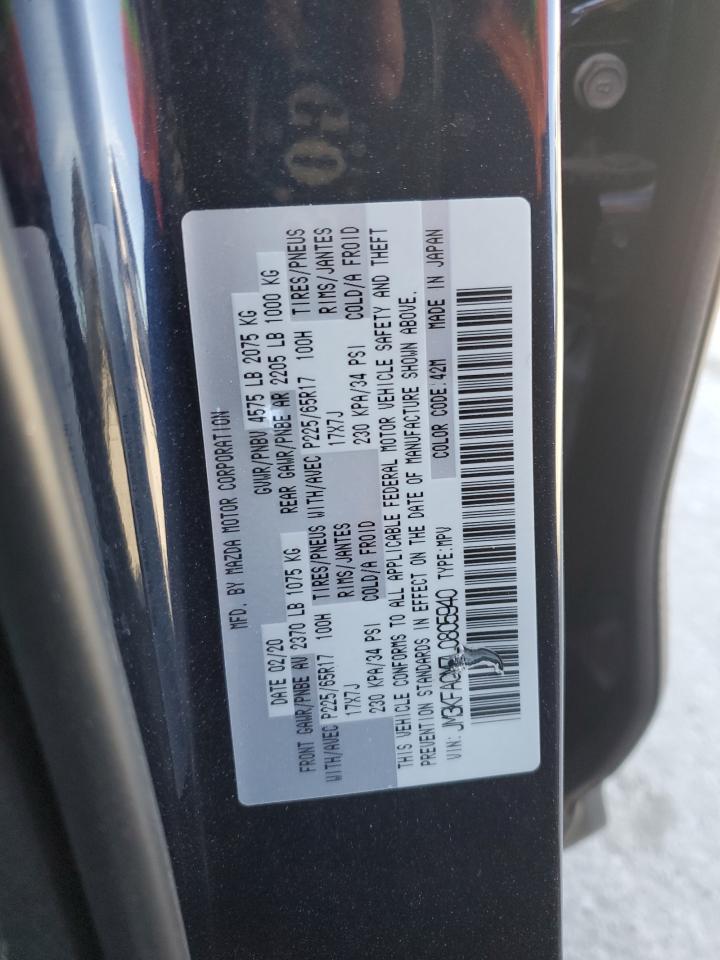 MFD. BY MAZDA MOTOR CORPORATION
DATE 02/20 GVWR/PNBV 4575 LB 2075 KG
FRONT GAWR/PNBE AV 2370 LB 1075 KG REAR GAWR/PNBE AR 2205 LB 1000 KG
WITH/AVEC P225/65R17 100H TIRES/PNEUS WITH/AVEC P225/65R17 100H TIRES/PNEUS
17X7J RIMS/JANTES 17X7J RIMS/JANTES
230 KPA/34 PSI COLD/A FROID 230 KPA/34 PSI COLD/A FROID
THIS VEHICLE CONFORMS TO ALL APPLICABLE FEDERAL MOTOR VEHICLE SAFETY AND THEFT
PREVENTION STANDARDS IN EFFECT ON THE DATE OF MANUFACTURE SHOWN ABOVE.
VIN: TYPE:MPV COLOR CODE:42M MADE IN JAPAN